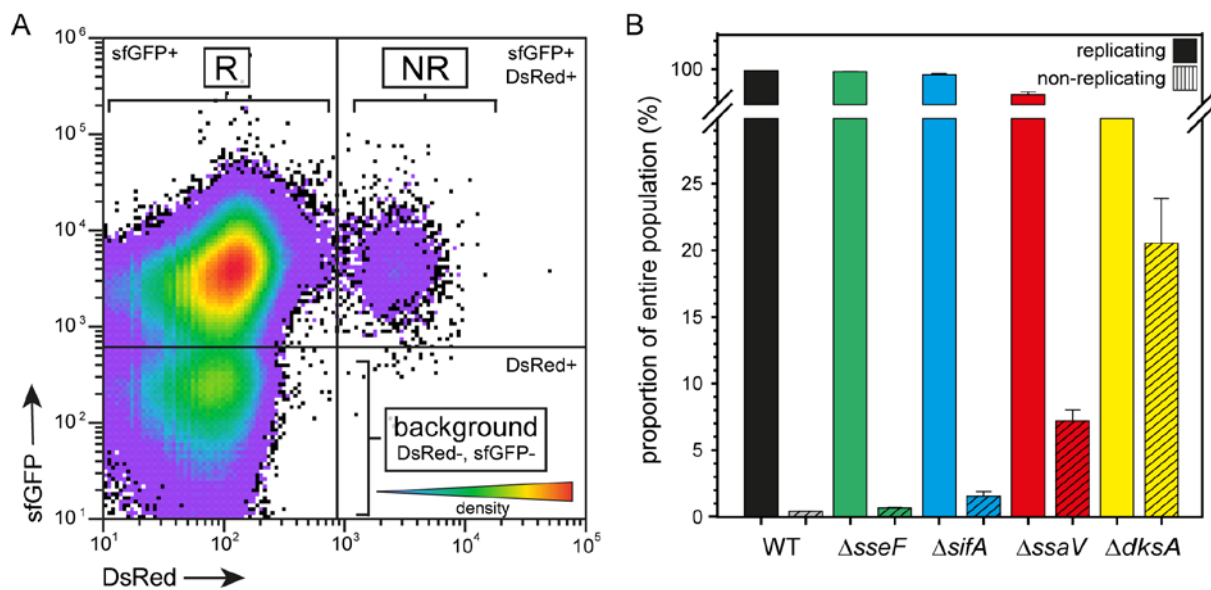 A
10^6
10^5
10^4
10^3
10^2
10^1
sfGFP
sfGFP+
R
NR
sfGFP+
DsRed+
DsRed+
background
DsRed-, sfGFP-
density
10^1
10^2
10^3
10^4
10^5
DsRed
B
replicating
non-replicating
proportion of entire population (%)
100
25
20
15
10
5
0
WT
ΔsseF
ΔsifA
ΔssaV
ΔdksA